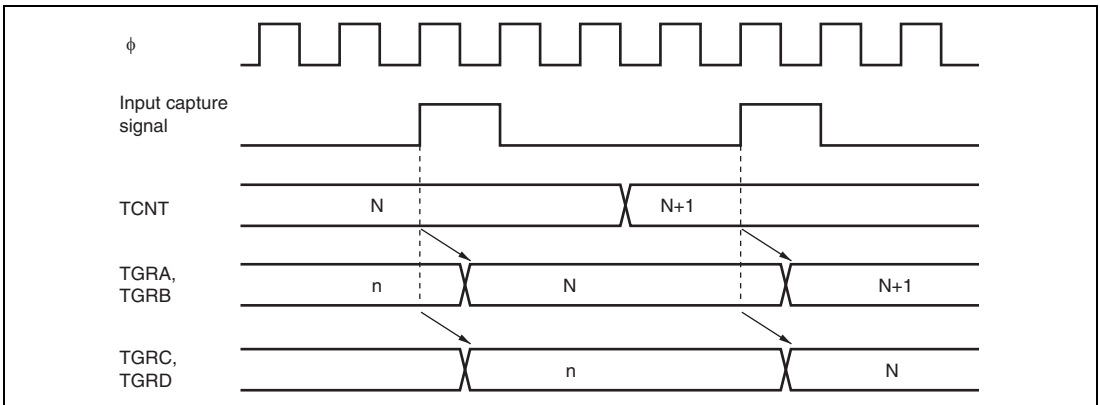 ϕ
Input capture
signal
TCNT
N
N+1
TGRA,
TGRB
n
N
N+1
TGRC,
TGRD
n
N